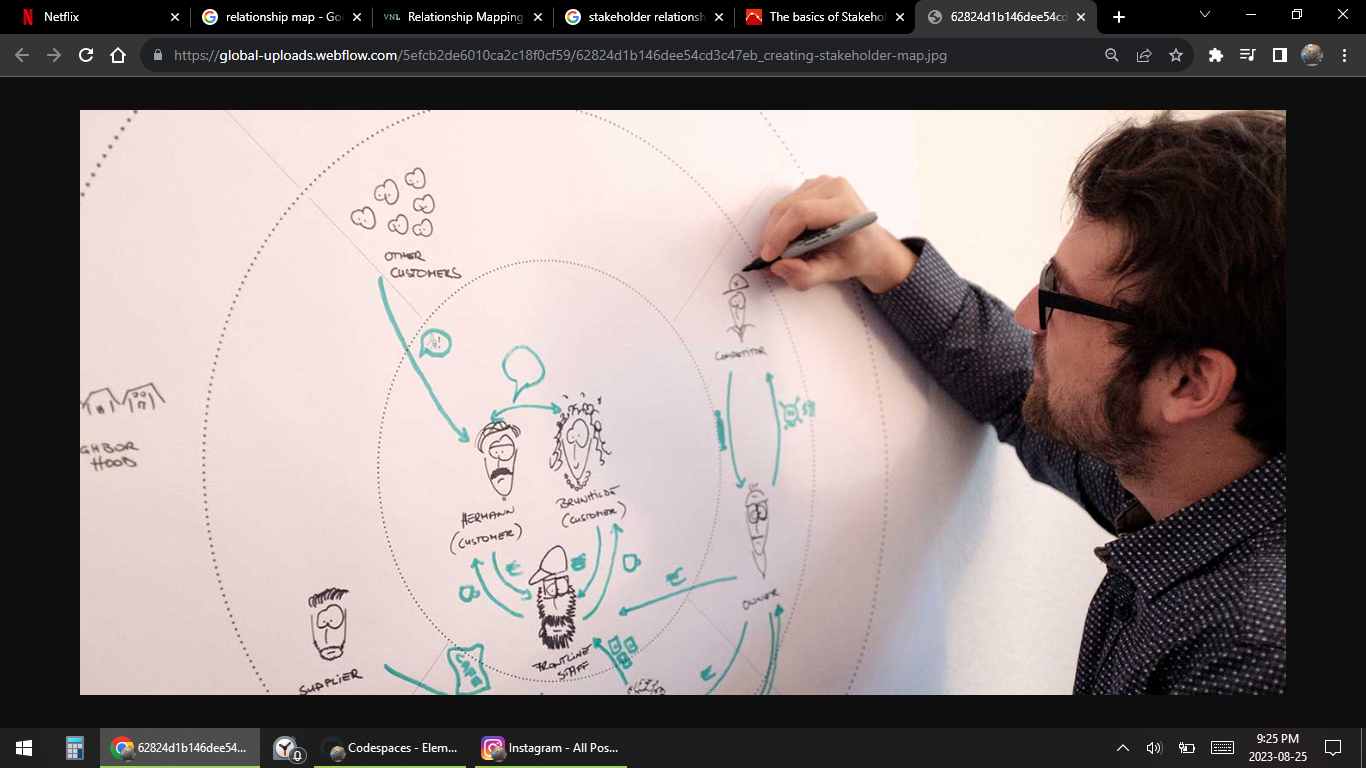 Netflix
relationship map - Goo
VNL
Relationship Mapping
stakeholder relationsh
The basics of Stakehol
62824d1b146dee54cd
https://global-uploads.webflow.com/5efcb2de6010ca2c18f0cf59/62824d1b146dee54cd3c47eb_creating-stakeholder-map.jpg
OTHER
CUSTOMERS
COMPETITOR
GHBOR
HOOD
HERMANN
(CUSTOMER)
BRUNHILDE
(CUSTOMER)
€
€
OWNER
FRONTLINE
STAFF
SUPPLIER
€
62824d1b146dee54...
Codespaces - Elem...
Instagram - All Pos...
9:25 PM
2023-08-25